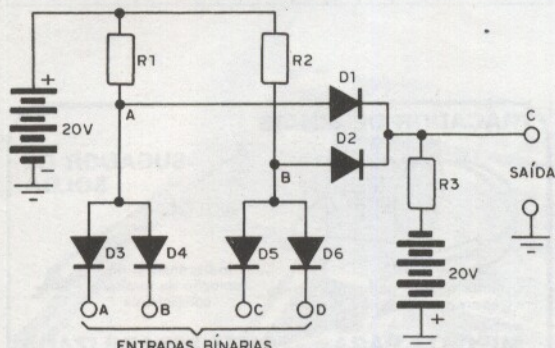 R1
R2
D1
A
+
20V
-
D2
B
C
R3
SAÍDA
D3
D4
D5
D6
20V
+
A
B
C
D
ENTRADAS BINÁRIAS